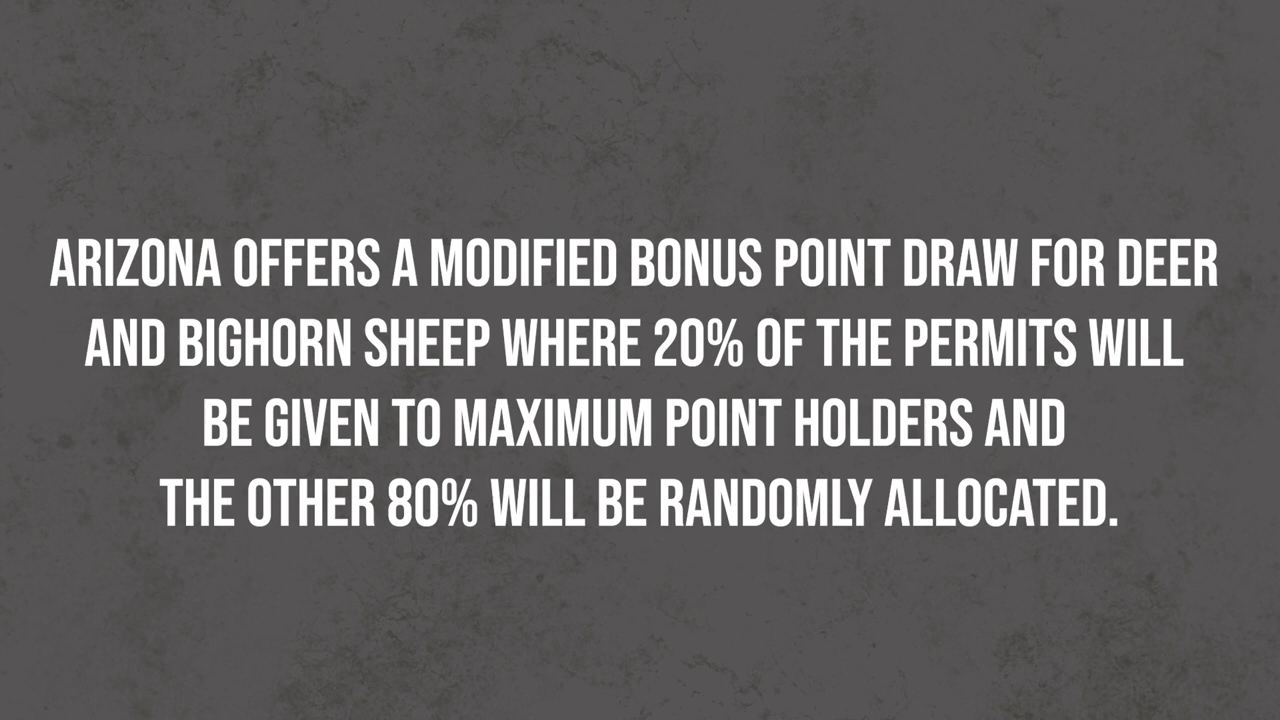 ARIZONA OFFERS A MODIFIED BONUS POINT DRAW FOR DEER
AND BIGHORN SHEEP WHERE 20% OF THE PERMITS WILL
BE GIVEN TO MAXIMUM POINT HOLDERS AND
THE OTHER 80% WILL BE RANDOMLY ALLOCATED.